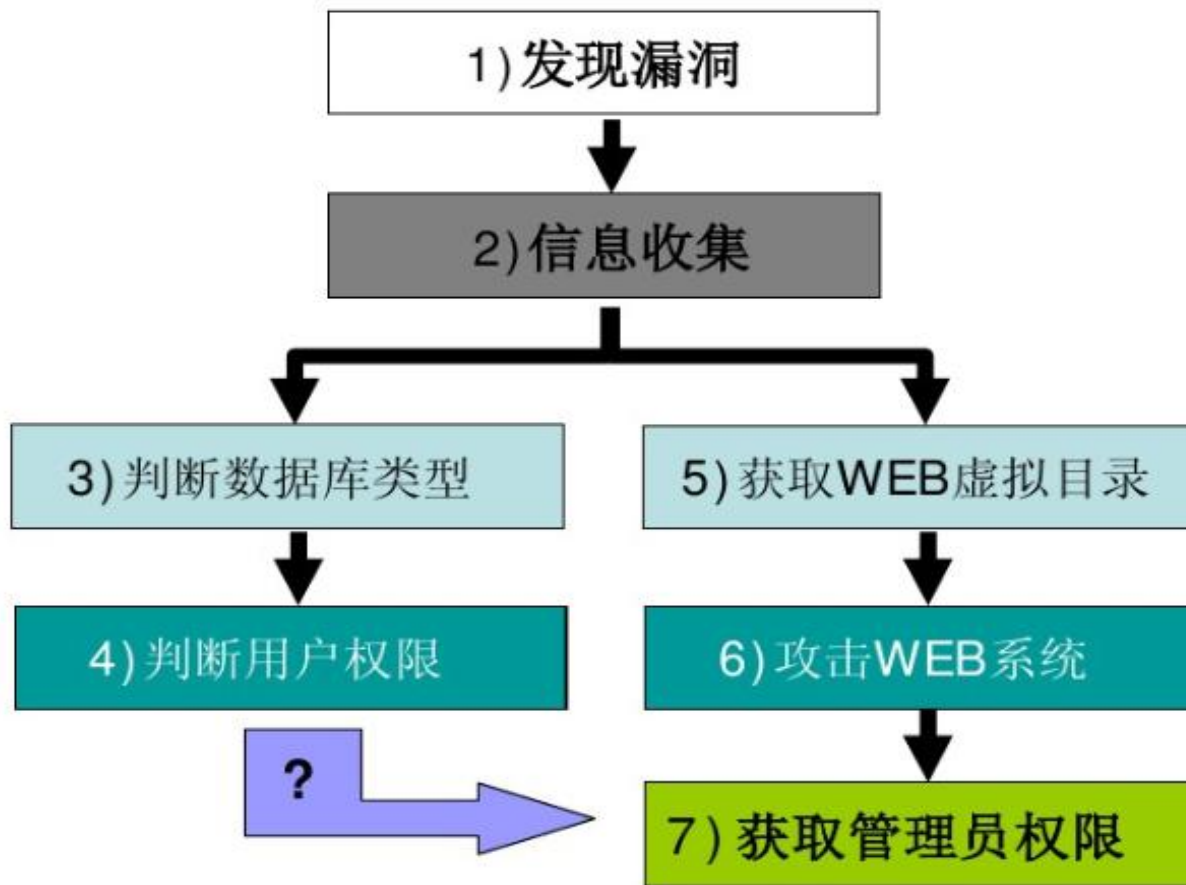 1)发现漏洞
2)信息收集
3)判断数据库类型
4)判断用户权限
5)获取WEB虚拟目录
6)攻击WEB系统
?
7)获取管理员权限